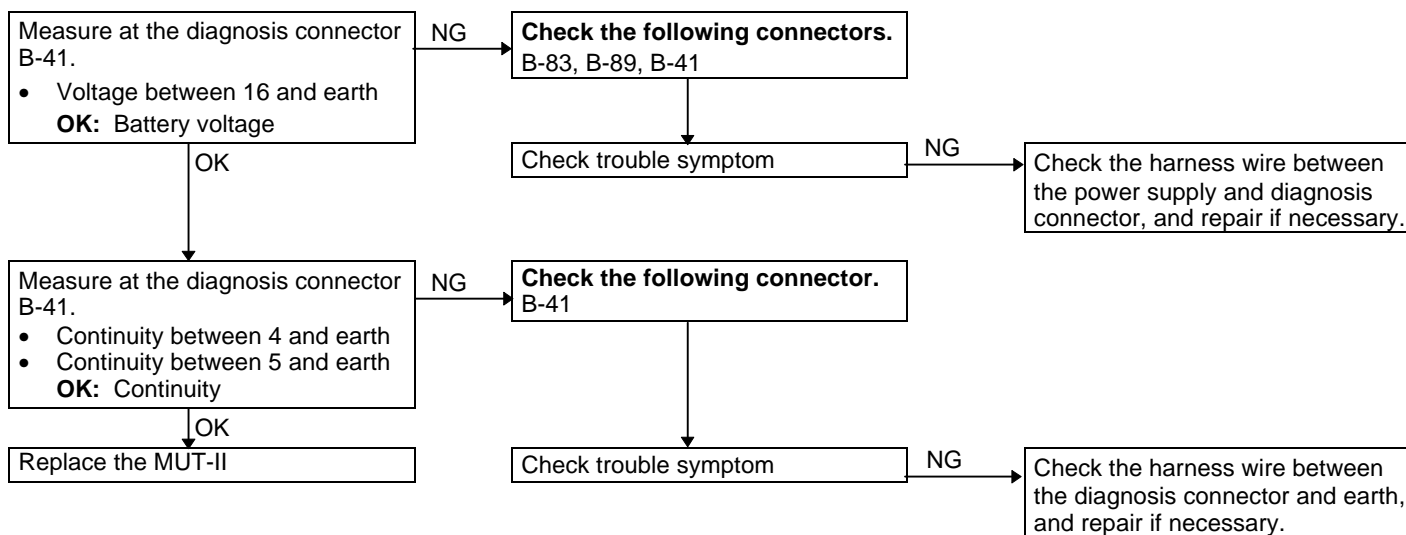 Measure at the diagnosis connector
B-41.
• Voltage between 16 and earth
OK: Battery voltage
NG
Check the following connectors.
B-83, B-89, B-41
OK
Check trouble symptom
NG
Check the harness wire between
the power supply and diagnosis
connector, and repair if necessary.
Measure at the diagnosis connector
B-41.
• Continuity between 4 and earth
• Continuity between 5 and earth
OK: Continuity
NG
Check the following connector.
B-41
OK
Replace the MUT-II
Check trouble symptom
NG
Check the harness wire between
the diagnosis connector and earth,
and repair if necessary.